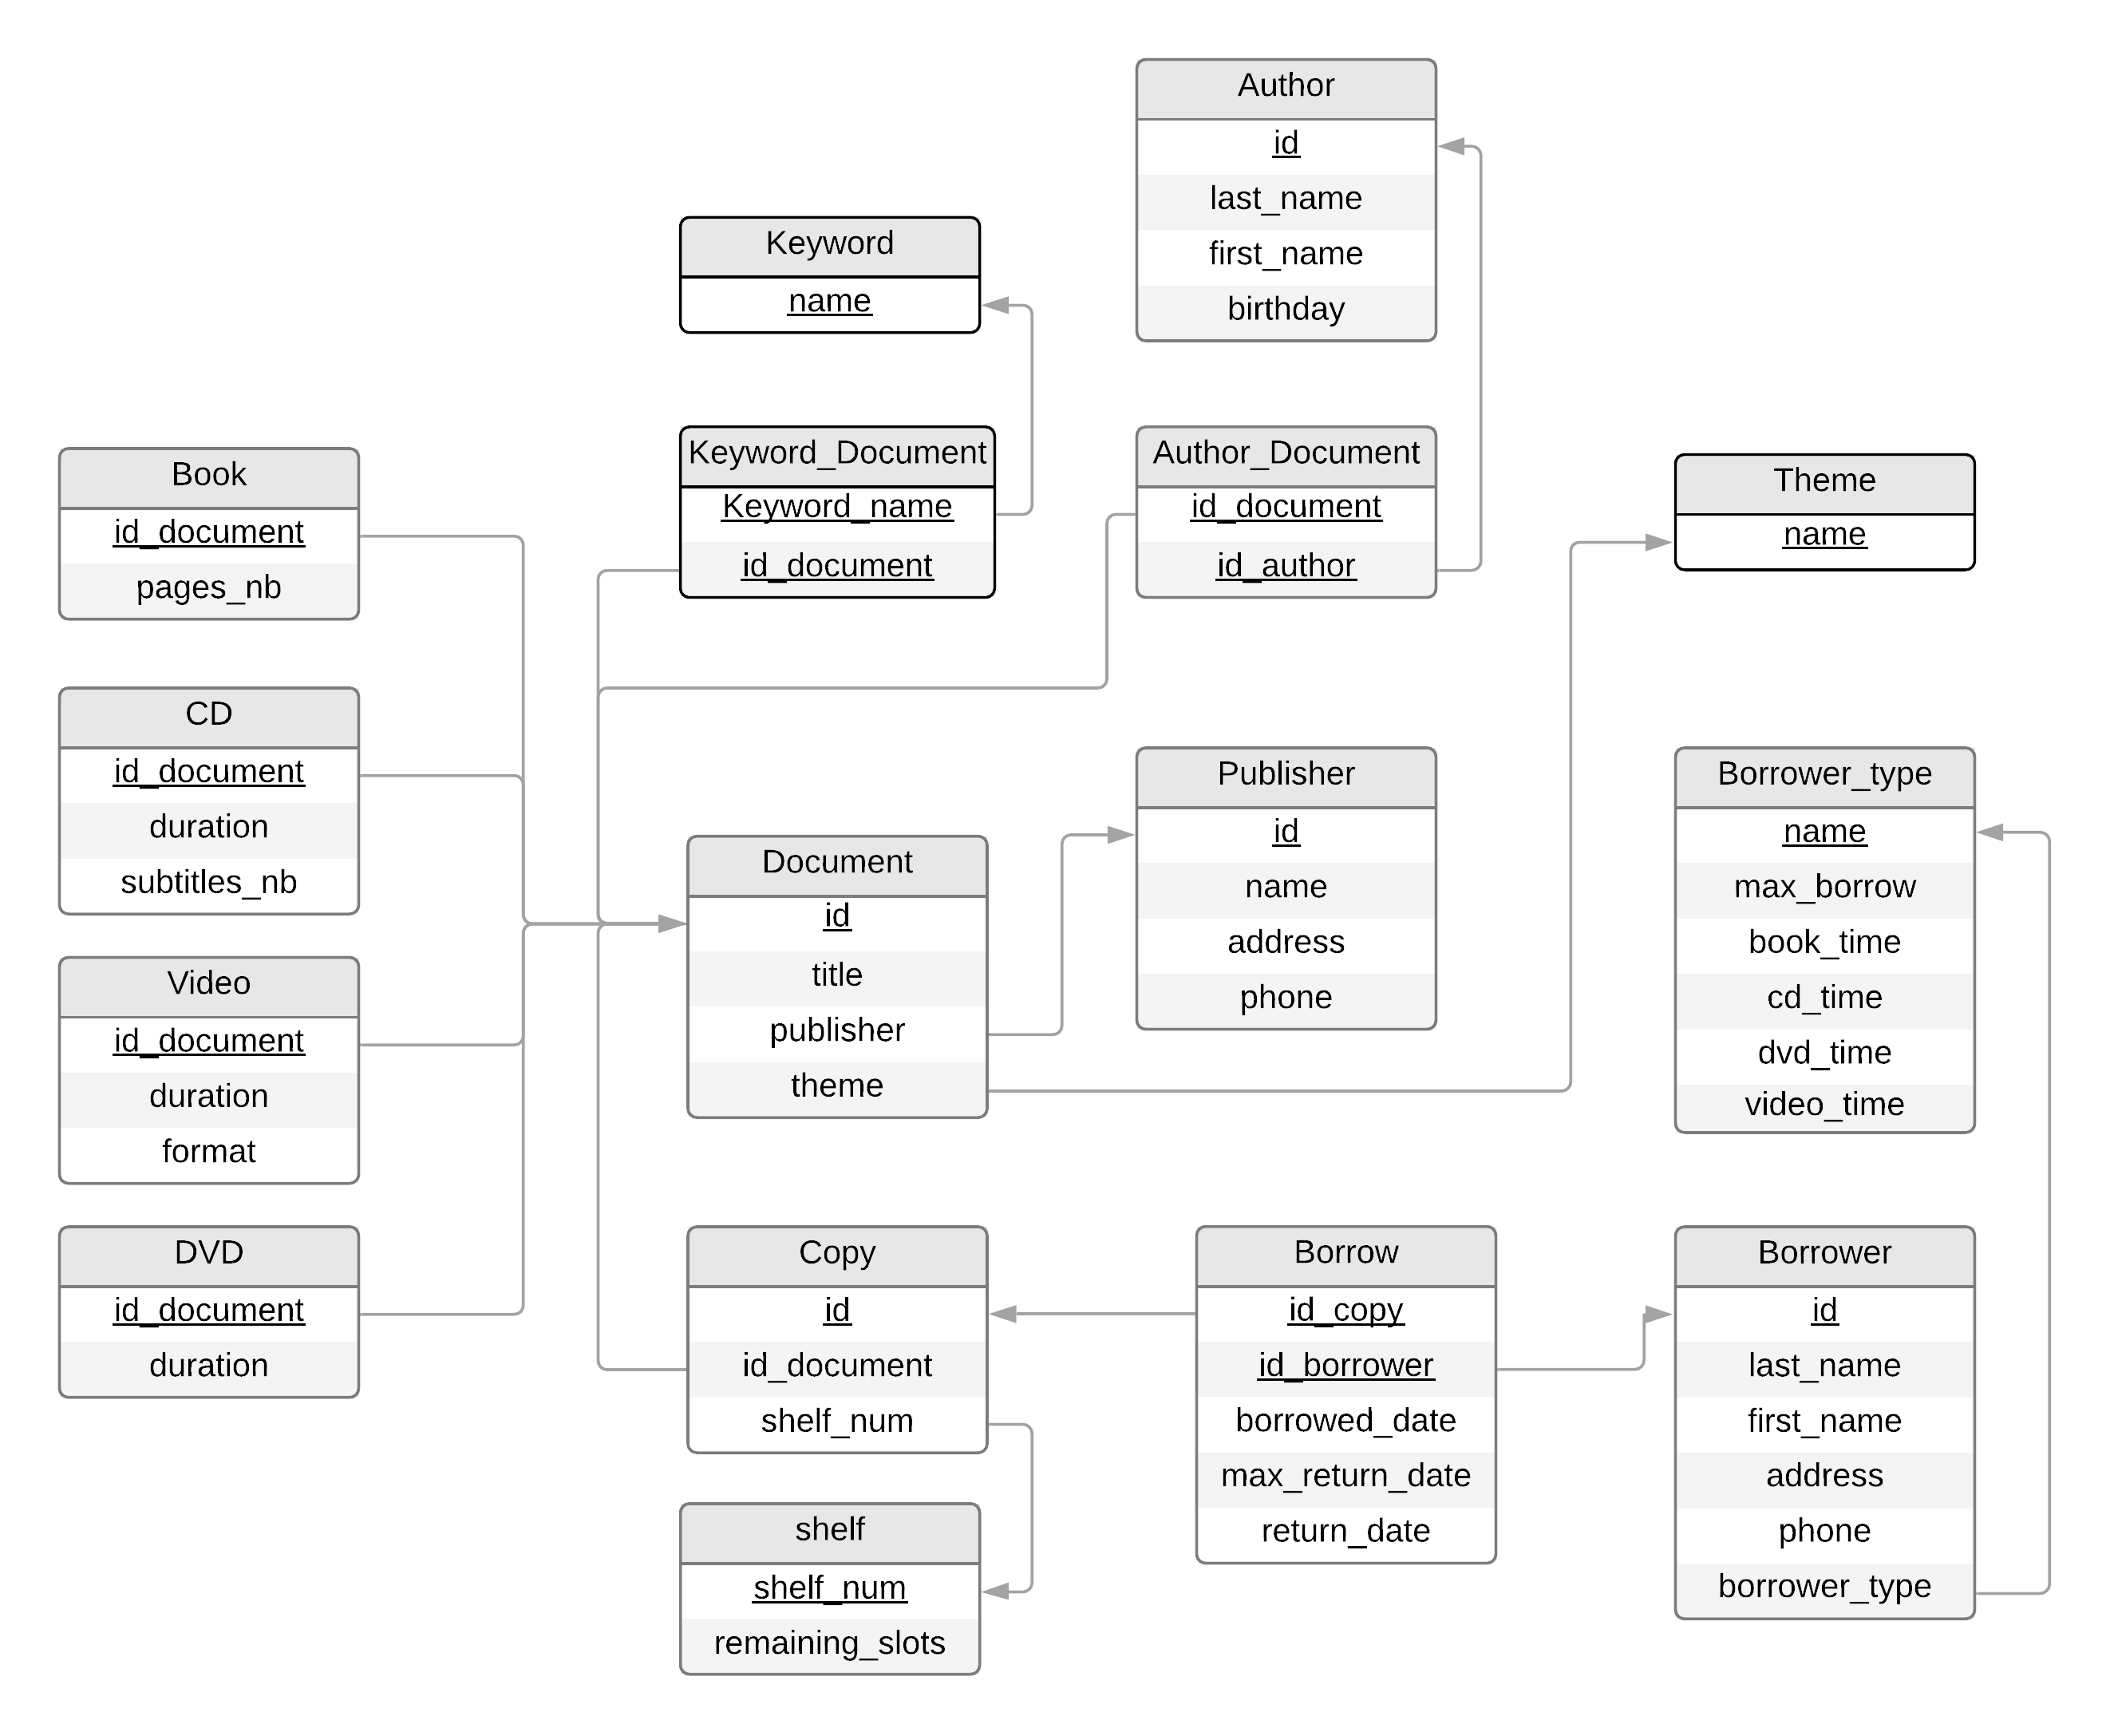 Author
id
last_name
first_name
birthday
Keyword
name
Keyword_Document
Keyword_name
id_document
Author_Document
id_document
id_author
Theme
name
Book
id_document
pages_nb
CD
id_document
duration
subtitles_nb
Video
id_document
duration
format
DVD
id_document
duration
Document
id
title
publisher
theme
Publisher
id
name
address
phone
Borrower_type
name
max_borrow
book_time
cd_time
dvd_time
video_time
Copy
id
id_document
shelf_num
shelf
shelf_num
remaining_slots
Borrow
id_copy
id_borrower
borrowed_date
max_return_date
return_date
Borrower
id
last_name
first_name
address
phone
borrower_type